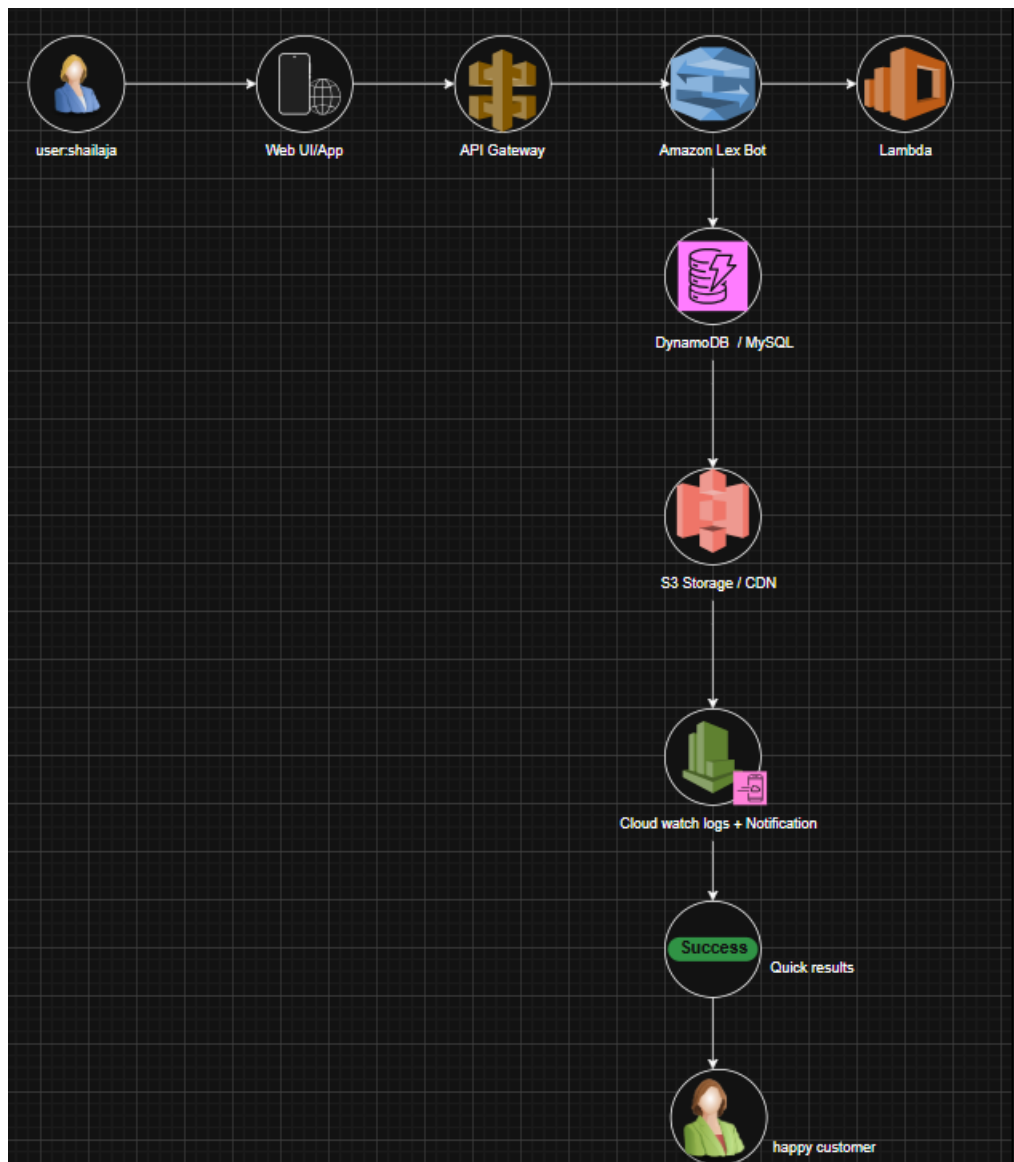 user:shailaja
Web UI/App
API Gateway
Amazon Lex Bot
Lambda
DynamoDB / MySQL
S3 Storage / CDN
Cloud watch logs + Notification
Success
Quick results
happy customer